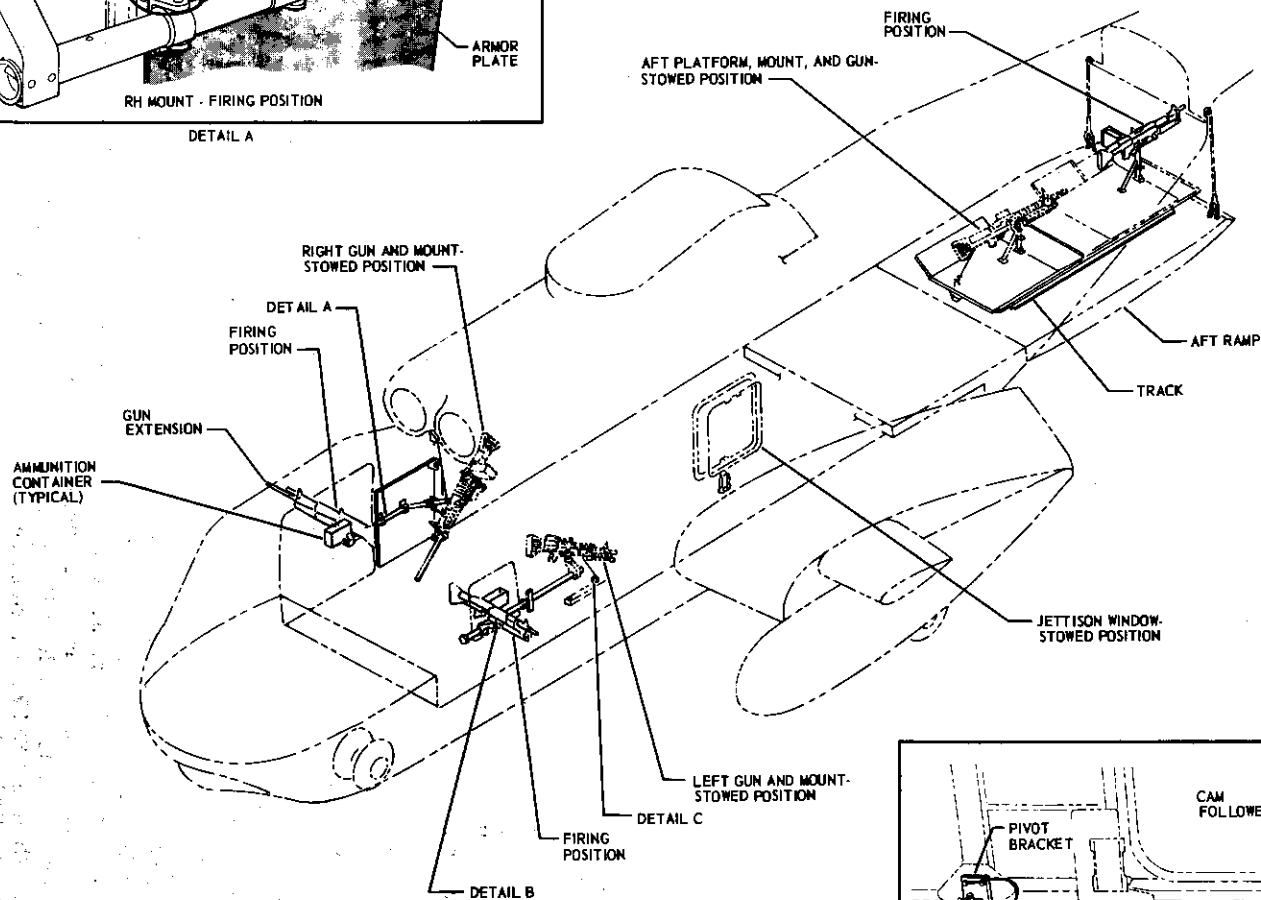 ARMOR
PLATE
RH MOUNT - FIRING POSITION
DETAIL A
FIRING
POSITION
AFT PLATFORM, MOUNT, AND GUN-
STOWED POSITION
RIGHT GUN AND MOUNT-
STOWED POSITION
DETAIL A
FIRING
POSITION
GUN
EXTENSION
AMMUNITION
CONTAINER
(TYPICAL)
AFT RAMP
TRACK
JETTISON WINDOW-
STOWED POSITION
LEFT GUN AND MOUNT-
STOWED POSITION
DETAIL C
FIRING
POSITION
DETAIL B
CAM
FOLLOWE
PIVOT
BRACKET